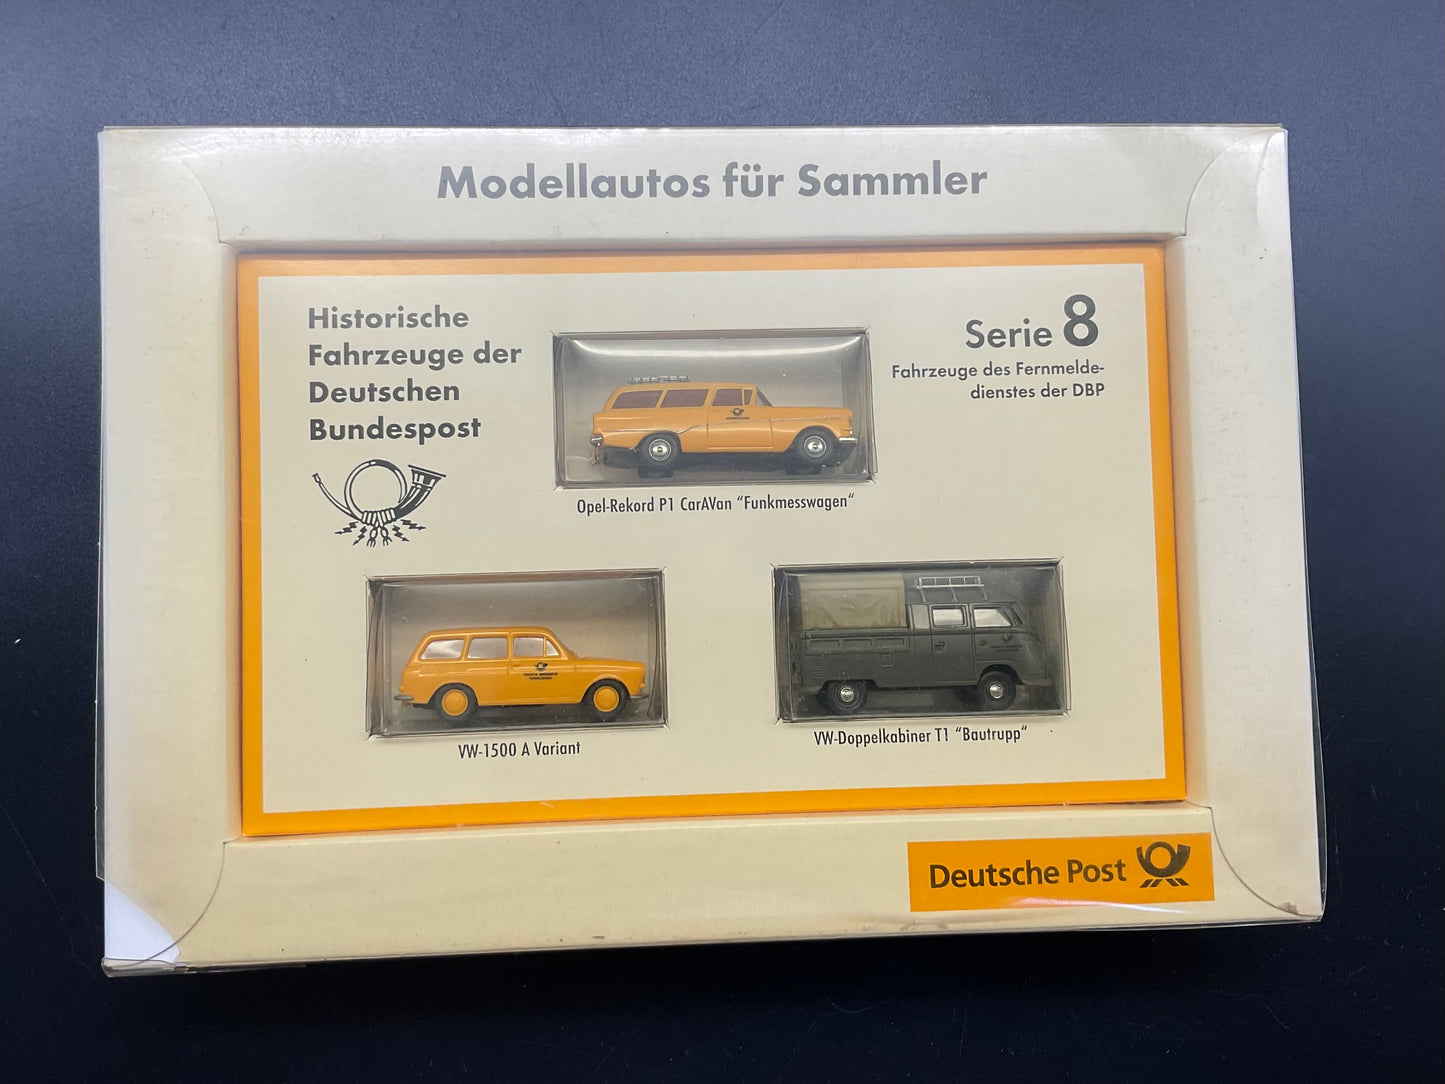 Modellautos für Sammler
Historische
Fahrzeuge der
Deutschen
Bundespost
Serie 8
Fahrzeuge des Fernmelde-
dienstes der DBP
Opel-Rekord P1 CarAVan “Funkmesswagen“
VW-1500 A Variant
VW-Doppelkabiner T1 “Bautrupp“
Deutsche Post